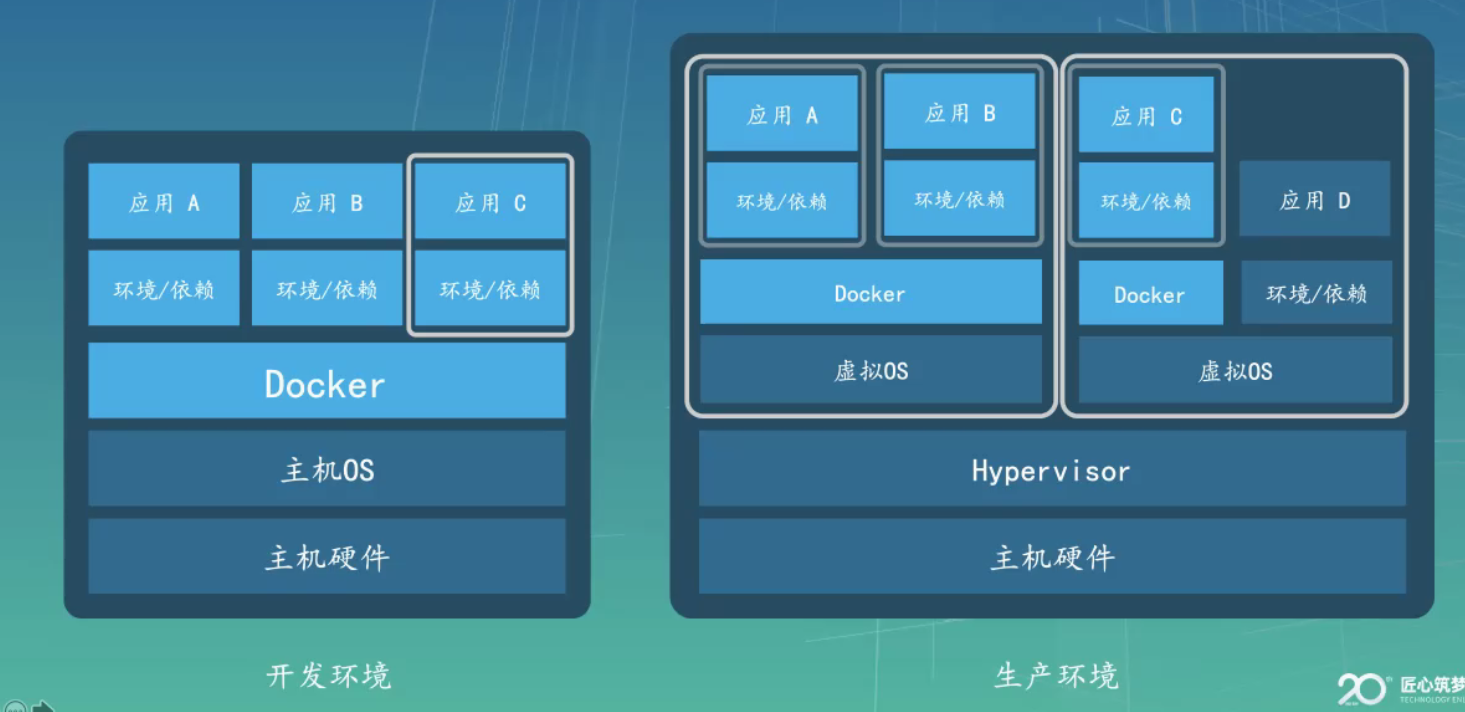 应用 A
应用 B
应用 C
环境/依赖
环境/依赖
环境/依赖
Docker
主机OS
主机硬件
开发环境
应用 A
应用 B
应用 C
环境/依赖
环境/依赖
环境/依赖
应用 D
Docker
Docker
环境/依赖
虚拟OS
虚拟OS
Hypervisor
主机硬件
生产环境
20th
匠心筑梦